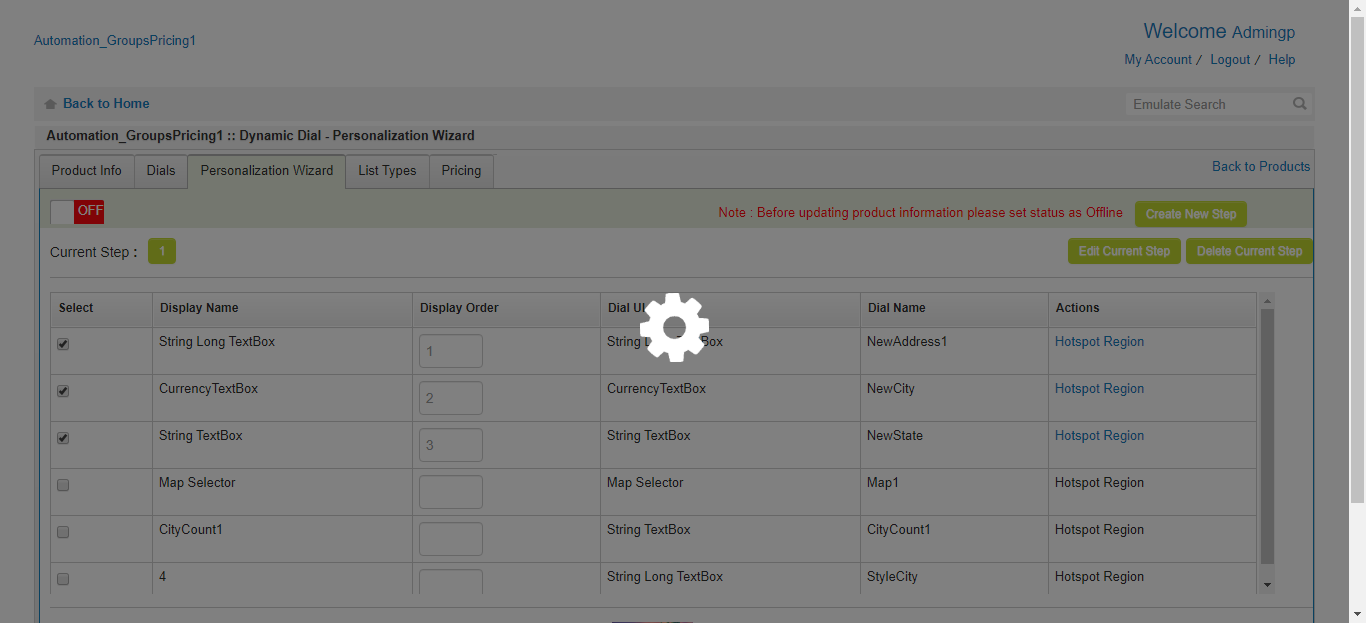 Automation_GroupsPricing1
Welcome Admingp
My Account / Logout / Help
Back to Home
Emulate Search
Automation_GroupsPricing1 :: Dynamic Dial - Personalization Wizard
Product Info Dials Personalization Wizard List Types Pricing
Back to Products
OFF
Note : Before updating product information please set status as Offline
Create New Step
Current Step : 1
Edit Current Step Delete Current Step
Select Display Name Display Order Dial UI Dial Name Actions
String Long TextBox 1 String Box NewAddress1 Hotspot Region
CurrencyTextBox 2 CurrencyTextBox NewCity Hotspot Region
String TextBox 3 String TextBox NewState Hotspot Region
Map Selector Map Selector Map1 Hotspot Region
CityCount1 String TextBox CityCount1 Hotspot Region
4 String Long TextBox StyleCity Hotspot Region